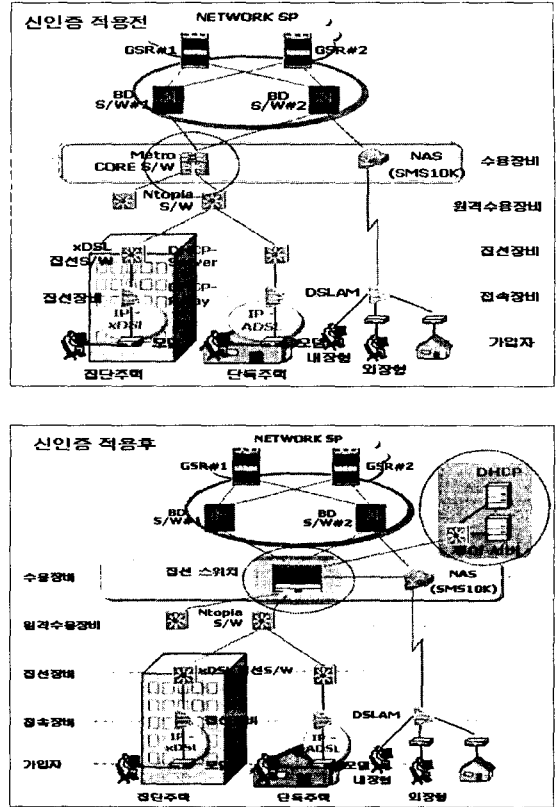 신인증 적용전
NETWORK SP
GSR#1
GSR#2
BD
S/W#1
BD
S/W#2
Metro
CORE S/W
NAS
(SMS10K)
수용장비
Ntopia
S/W
원격수용장비
xDSL
집선S/W
DHCP-
Server
집선장비
집선장비
DHCP-
Relay
DSLAM
접속장비
IP
xDSL
IP
ADSL
모뎀
모뎀
내장형
외장형
가입자
집단주택
단독주택
신인증 적용후
NETWORK SP
GSR#1
GSR#2
DHCP
BD
S/W#1
BD
S/W#2
수용장비
집선 스위치
NAS
(SMS10K)
원격수용장비
Ntopia
S/W
집선장비
xDSL집선S/W
접속장비
DSLAM
IP -
xDSL
IP -
ADSL
가입자
모뎀
내장형
외장형
집단주택
단독주택